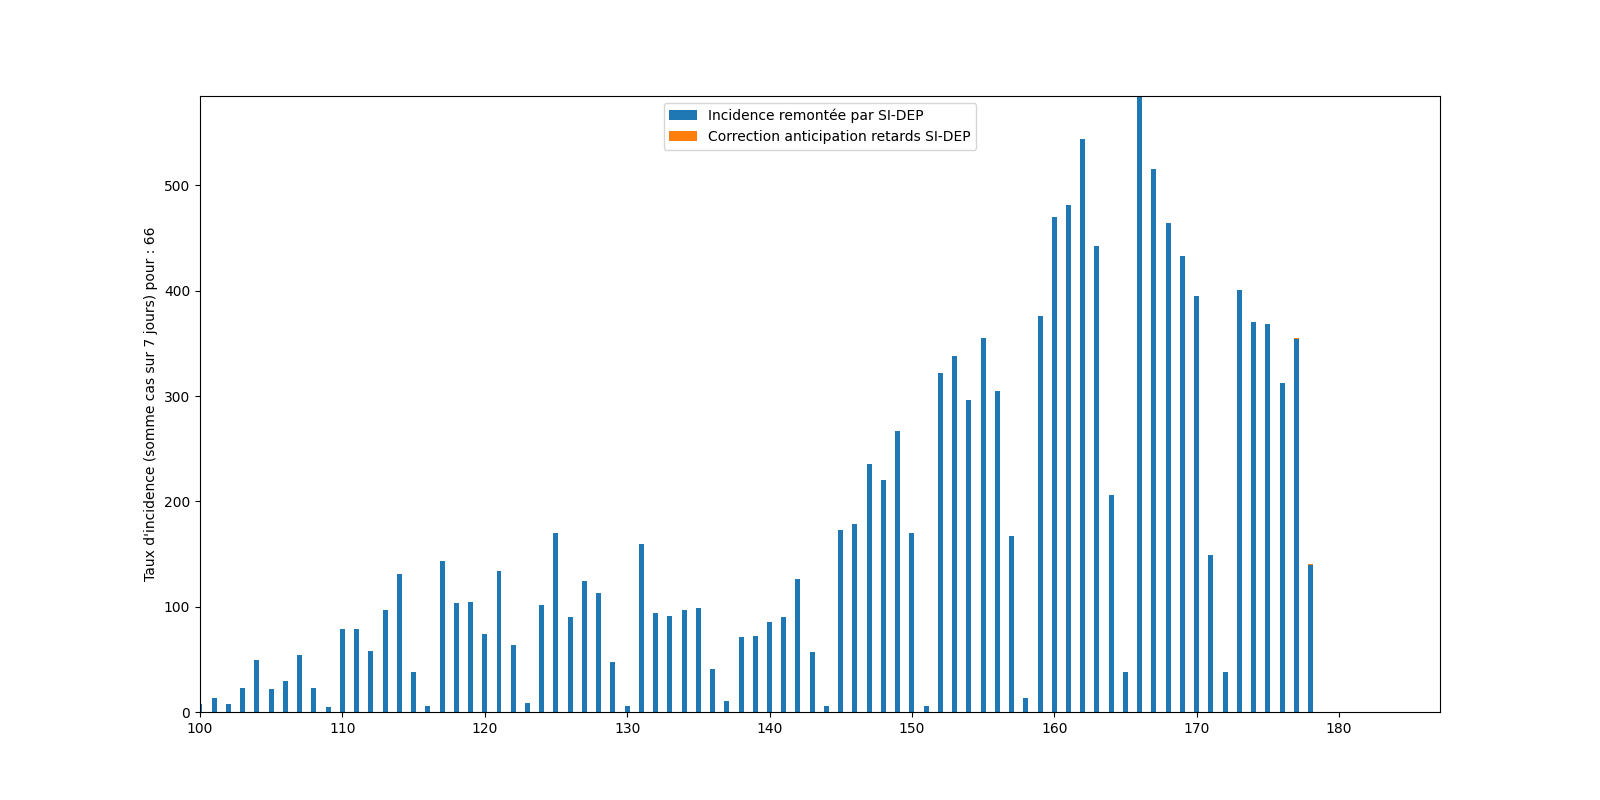 Incidence remontée par SI-DEP
Correction anticipation retards SI-DEP
Taux d'incidence (somme cas sur 7 jours) pour : 66
500
400
300
200
100
0
100 110 120 130 140 150 160 170 180